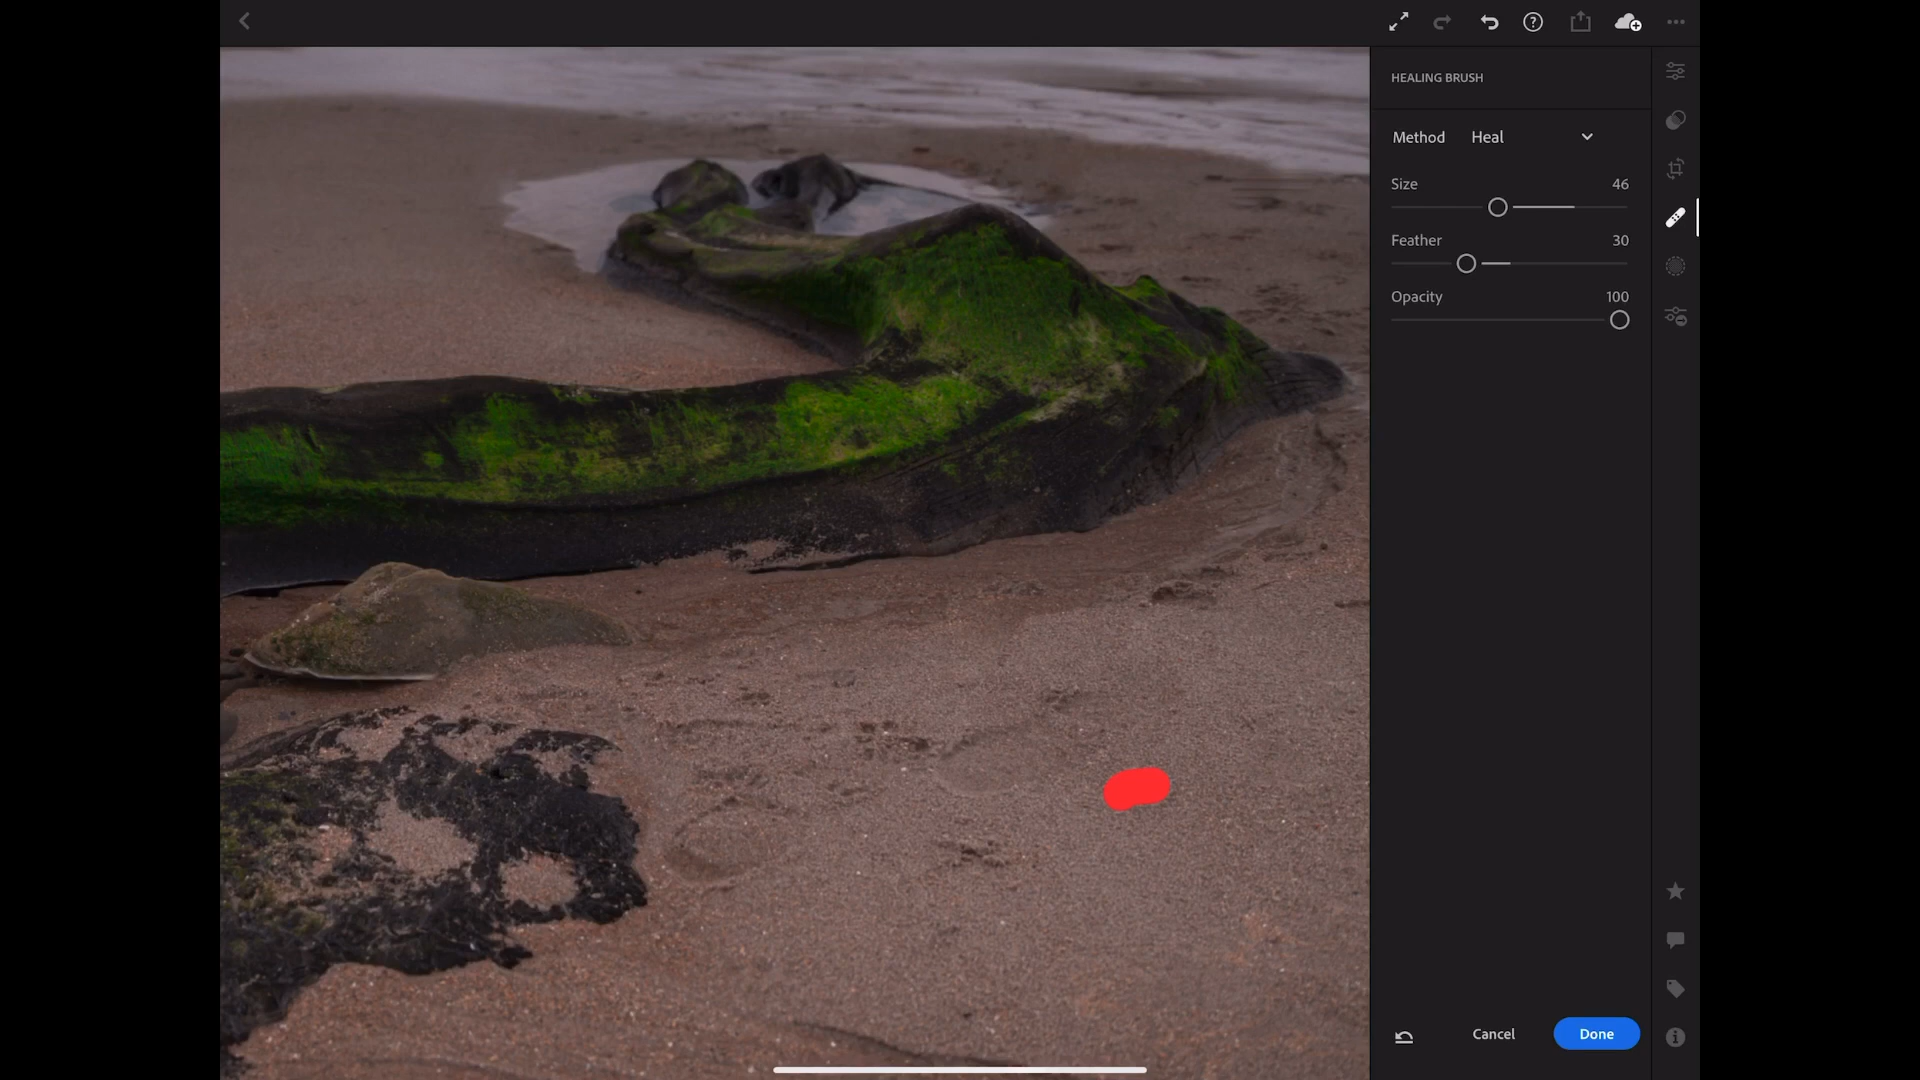 HEALING BRUSH
Method Heal
Size 46
Feather 30
Opacity 100
Cancel Done